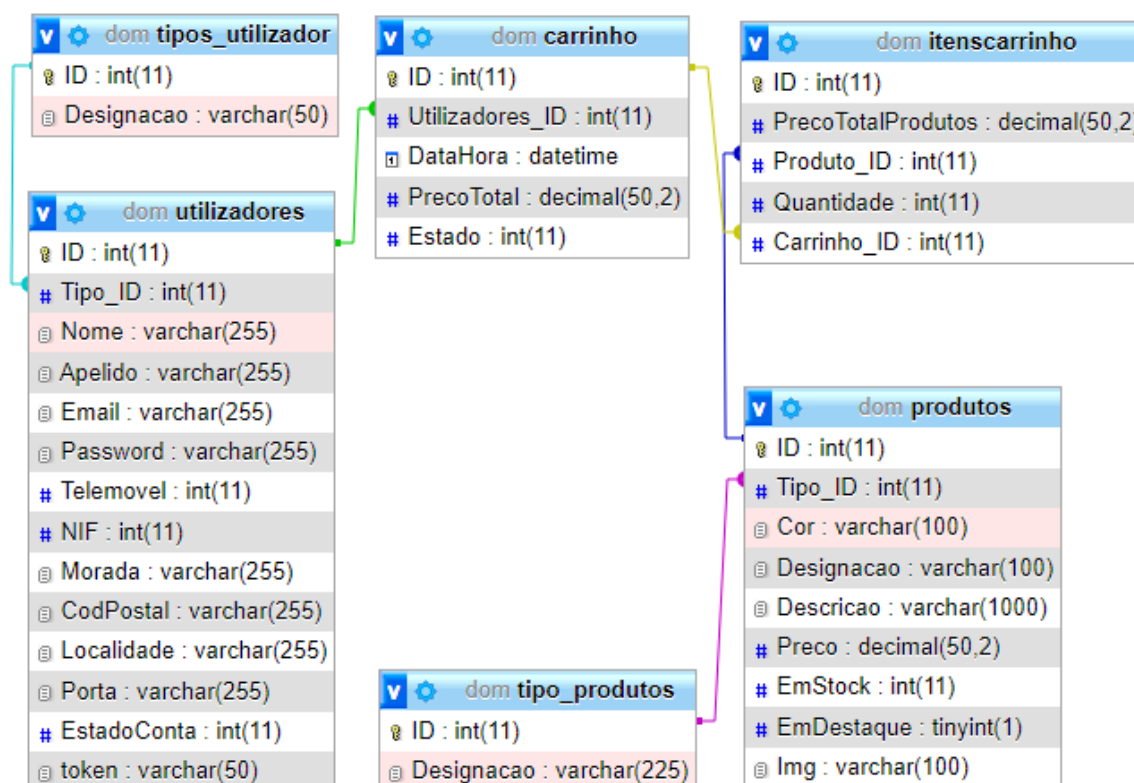 dom tipos_utilizador
ID : int(11)
Designacao : varchar(50)
dom utilizadores
ID : int(11)
Tipo_ID : int(11)
Nome : varchar(255)
Apelido : varchar(255)
Email : varchar(255)
Password : varchar(255)
Telemovel : int(11)
NIF : int(11)
Morada : varchar(255)
CodPostal : varchar(255)
Localidade : varchar(255)
Porta : varchar(255)
EstadoConta : int(11)
token : varchar(50)
dom carrinho
ID : int(11)
Utilizadores_ID : int(11)
DataHora : datetime
PrecoTotal : decimal(50,2)
Estado : int(11)
dom tipo_produtos
ID : int(11)
Designacao : varchar(225)
dom itenscarrinho
ID : int(11)
PrecoTotalProdutos : decimal(50,2)
Produto_ID : int(11)
Quantidade : int(11)
Carrinho_ID : int(11)
dom produtos
ID : int(11)
Tipo_ID : int(11)
Cor : varchar(100)
Designacao : varchar(100)
Descricao : varchar(1000)
Preco : decimal(50,2)
EmStock : int(11)
EmDestaque : tinyint(1)
Img : varchar(100)